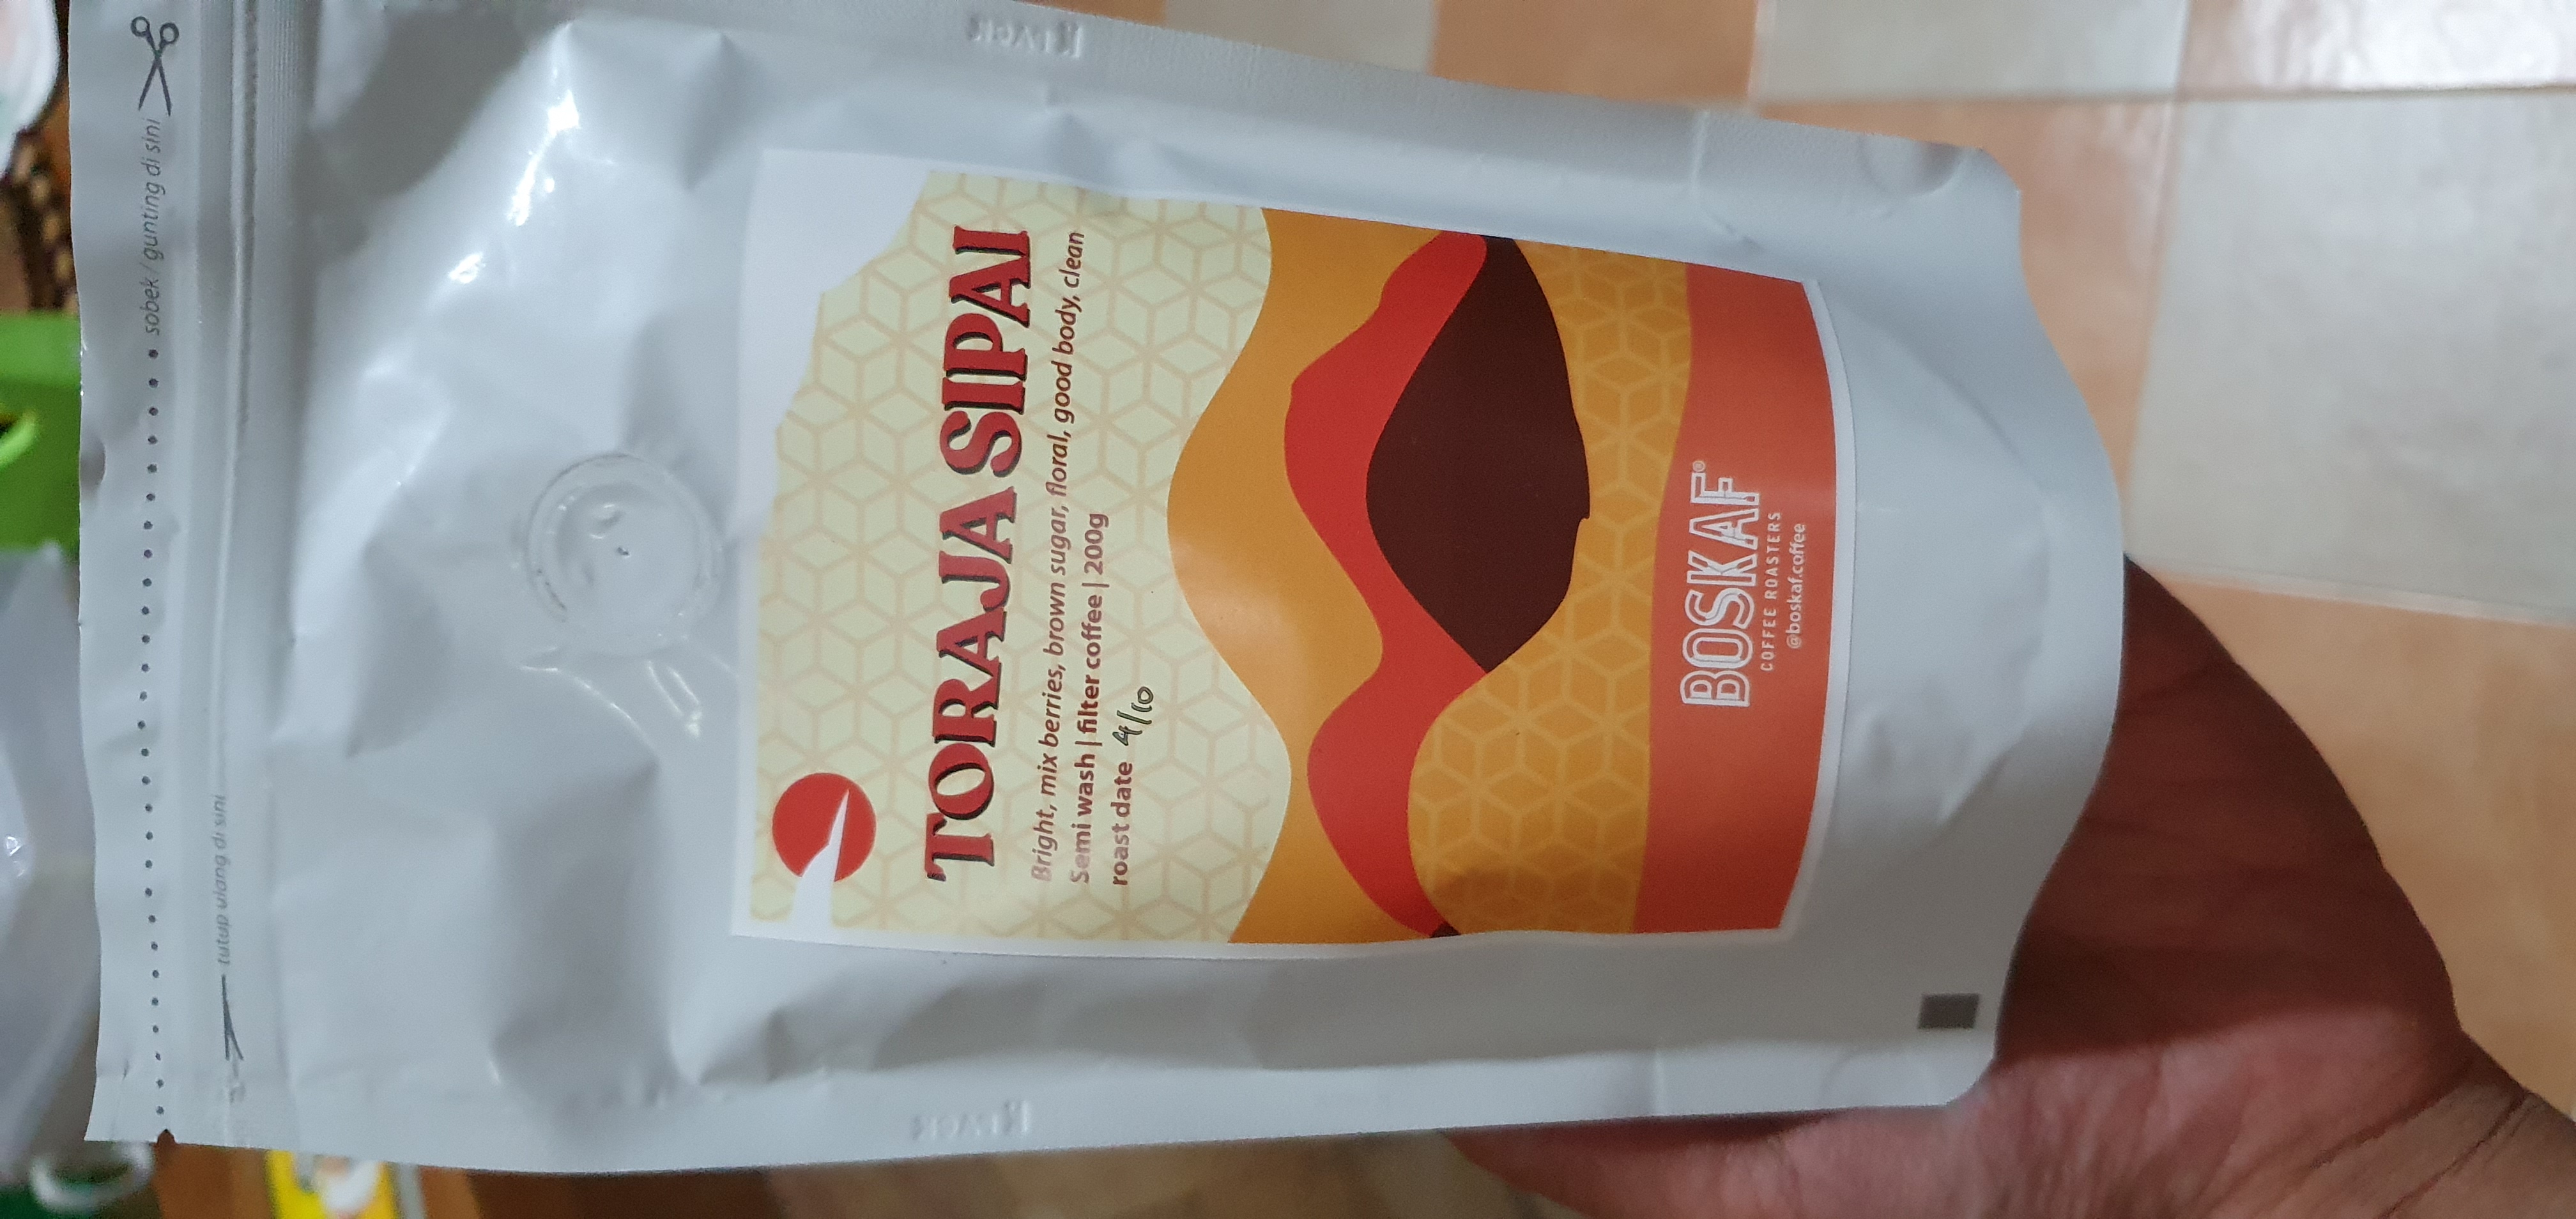 sobek / gunting di sini
tutup ulang di sini
TORAJA SIPAI
Bright, mix berries, brown sugar, floral, good body, clean
Semi wash | filter coffee | 200g
roast date 4/10
BOSKAF®
COFFEE ROASTERS
@boskaf.coffee